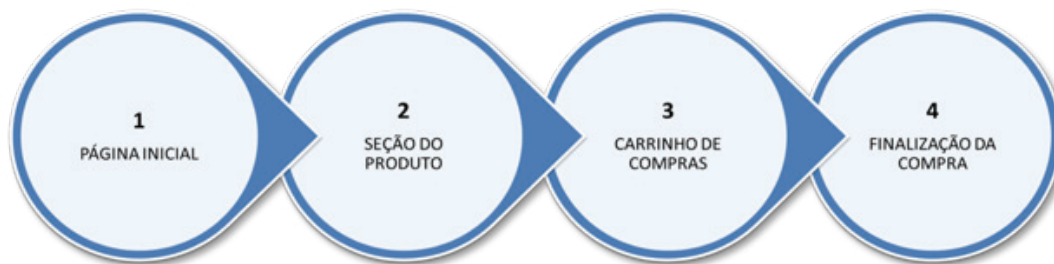 1
PÁGINA INICIAL
2
SEÇÃO DO
PRODUTO
3
CARRINHO DE
COMPRAS
4
FINALIZAÇÃO DA
COMPRA